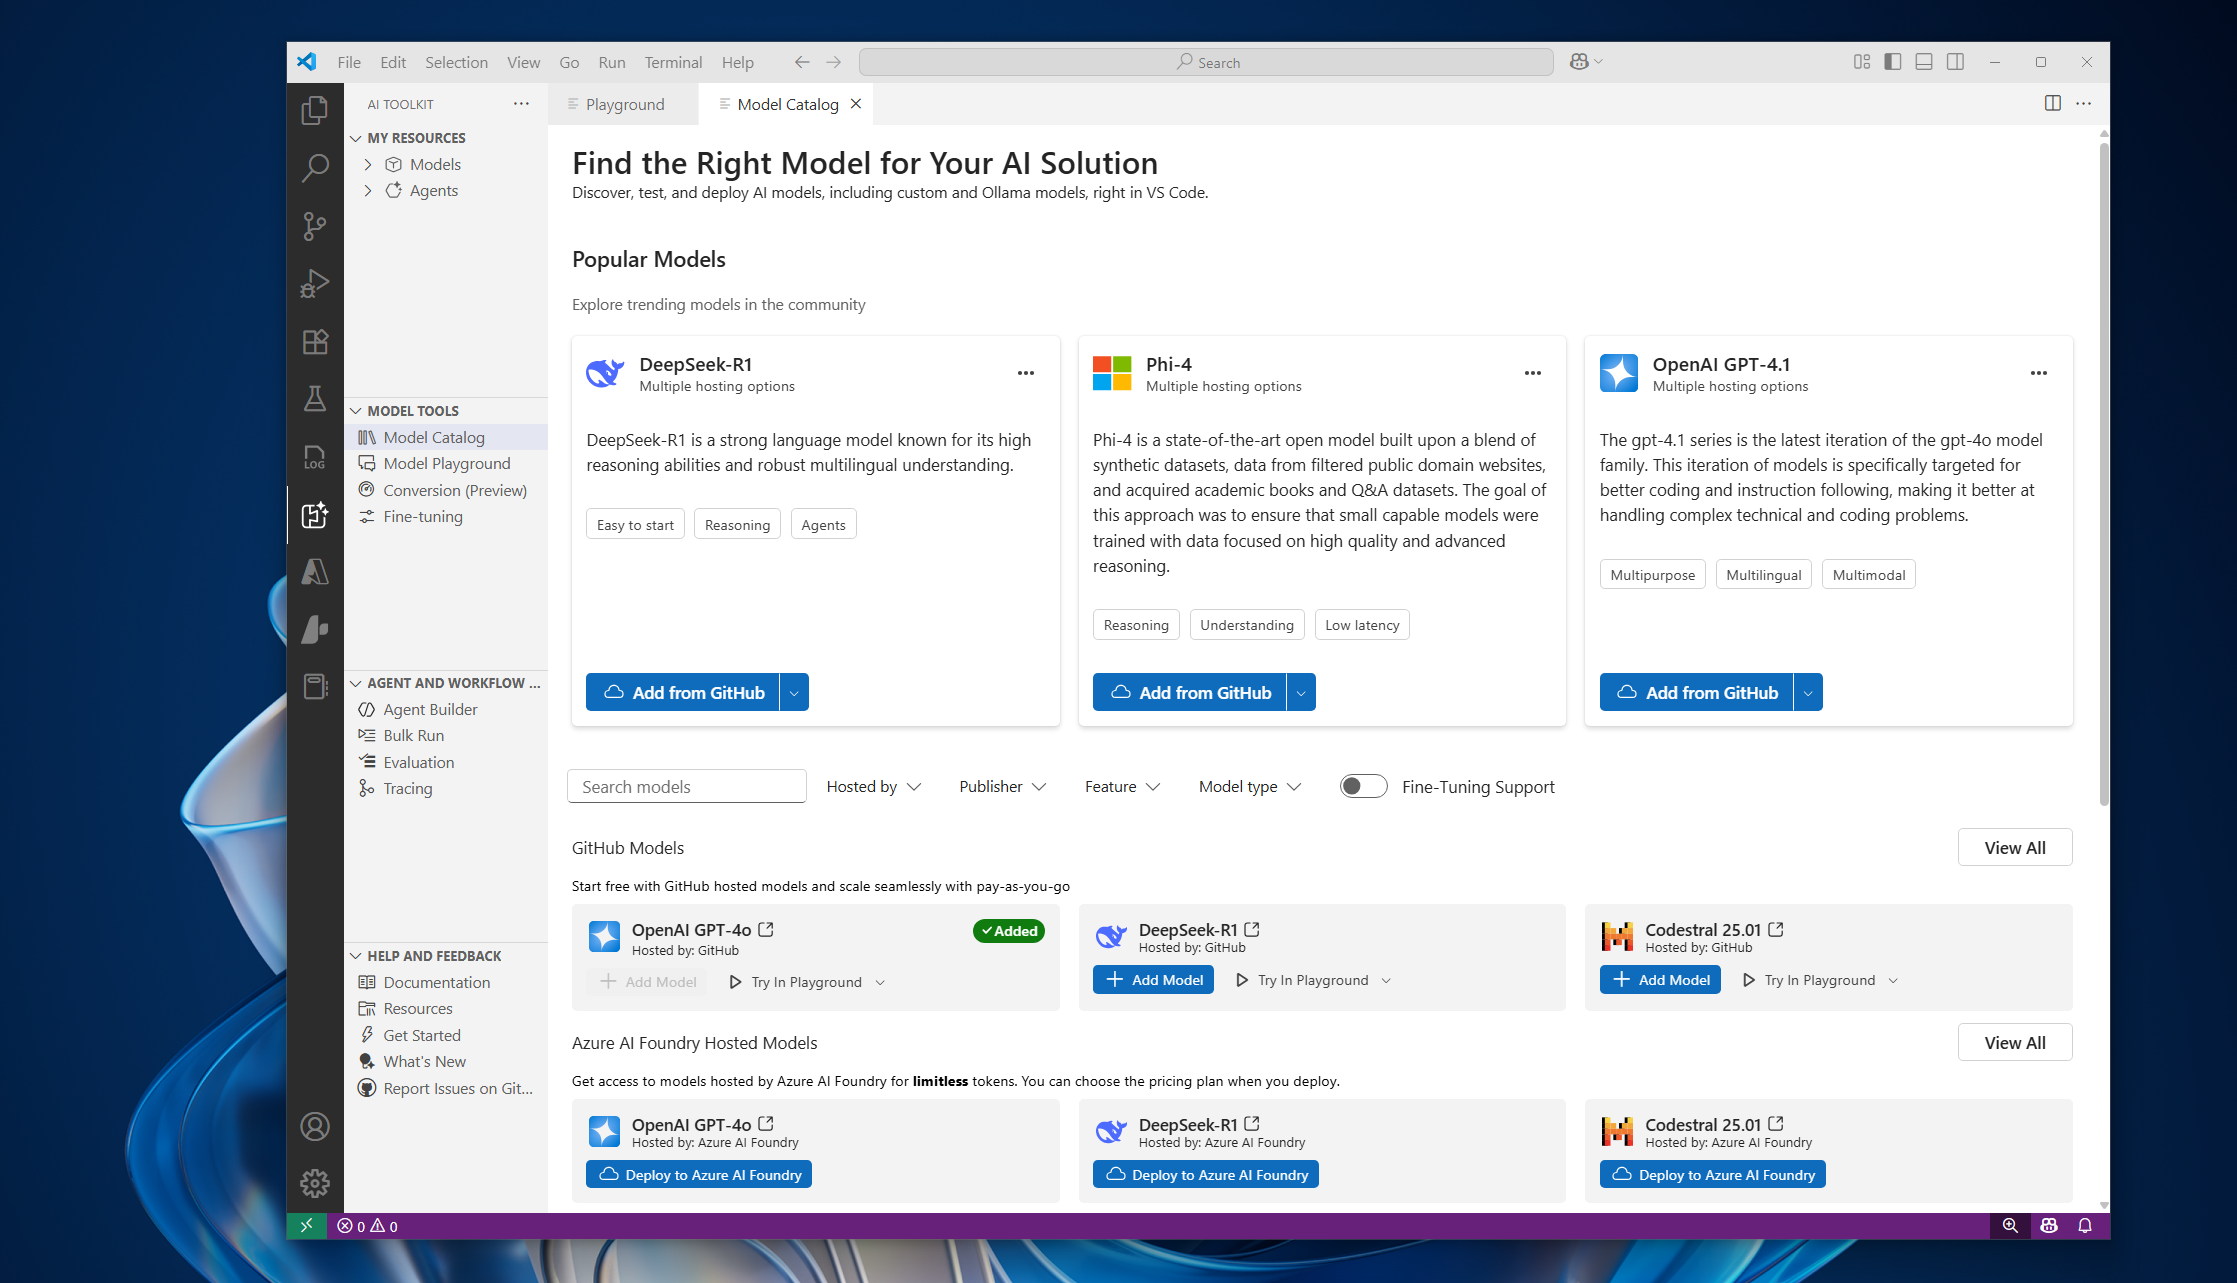 File Edit Selection View Go Run Terminal Help Search
AI TOOLKIT
MY RESOURCES
Models
Agents
MODEL TOOLS
Model Catalog
Model Playground
Conversion (Preview)
Fine-tuning
AGENT AND WORKFLOW ...
Agent Builder
Bulk Run
Evaluation
Tracing
HELP AND FEEDBACK
Documentation
Resources
Get Started
What's New
Report Issues on Git...
LOG
Playground
Model Catalog
Find the Right Model for Your AI Solution
Discover, test, and deploy AI models, including custom and Ollama models, right in VS Code.
Popular Models
Explore trending models in the community
DeepSeek-R1
Multiple hosting options
DeepSeek-R1 is a strong language model known for its high
reasoning abilities and robust multilingual understanding.
Easy to start Reasoning Agents
Add from GitHub
Phi-4
Multiple hosting options
Phi-4 is a state-of-the-art open model built upon a blend of
synthetic datasets, data from filtered public domain websites,
and acquired academic books and Q&A datasets. The goal of
this approach was to ensure that small capable models were
trained with data focused on high quality and advanced
reasoning.
Reasoning Understanding Low latency
Add from GitHub
OpenAI GPT-4.1
Multiple hosting options
The gpt-4.1 series is the latest iteration of the gpt-4o model
family. This iteration of models is specifically targeted for
better coding and instruction following, making it better at
handling complex technical and coding problems.
Multipurpose Multilingual Multimodal
Add from GitHub
Search models Hosted by Publisher Feature Model type Fine-Tuning Support
GitHub Models
View All
Start free with GitHub hosted models and scale seamlessly with pay-as-you-go
OpenAI GPT-4o
Added
Hosted by: GitHub
Add Model Try In Playground
DeepSeek-R1
Hosted by: GitHub
Add Model Try In Playground
Codestral 25.01
Hosted by: GitHub
Add Model Try In Playground
Azure AI Foundry Hosted Models
View All
Get access to models hosted by Azure AI Foundry for limitless tokens. You can choose the pricing plan when you deploy.
OpenAI GPT-4o
Hosted by: Azure AI Foundry
Deploy to Azure AI Foundry
DeepSeek-R1
Hosted by: Azure AI Foundry
Deploy to Azure AI Foundry
Codestral 25.01
Hosted by: Azure AI Foundry
Deploy to Azure AI Foundry
0 0